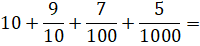 10 + 9/10 + 7/100 + 5/1000 =